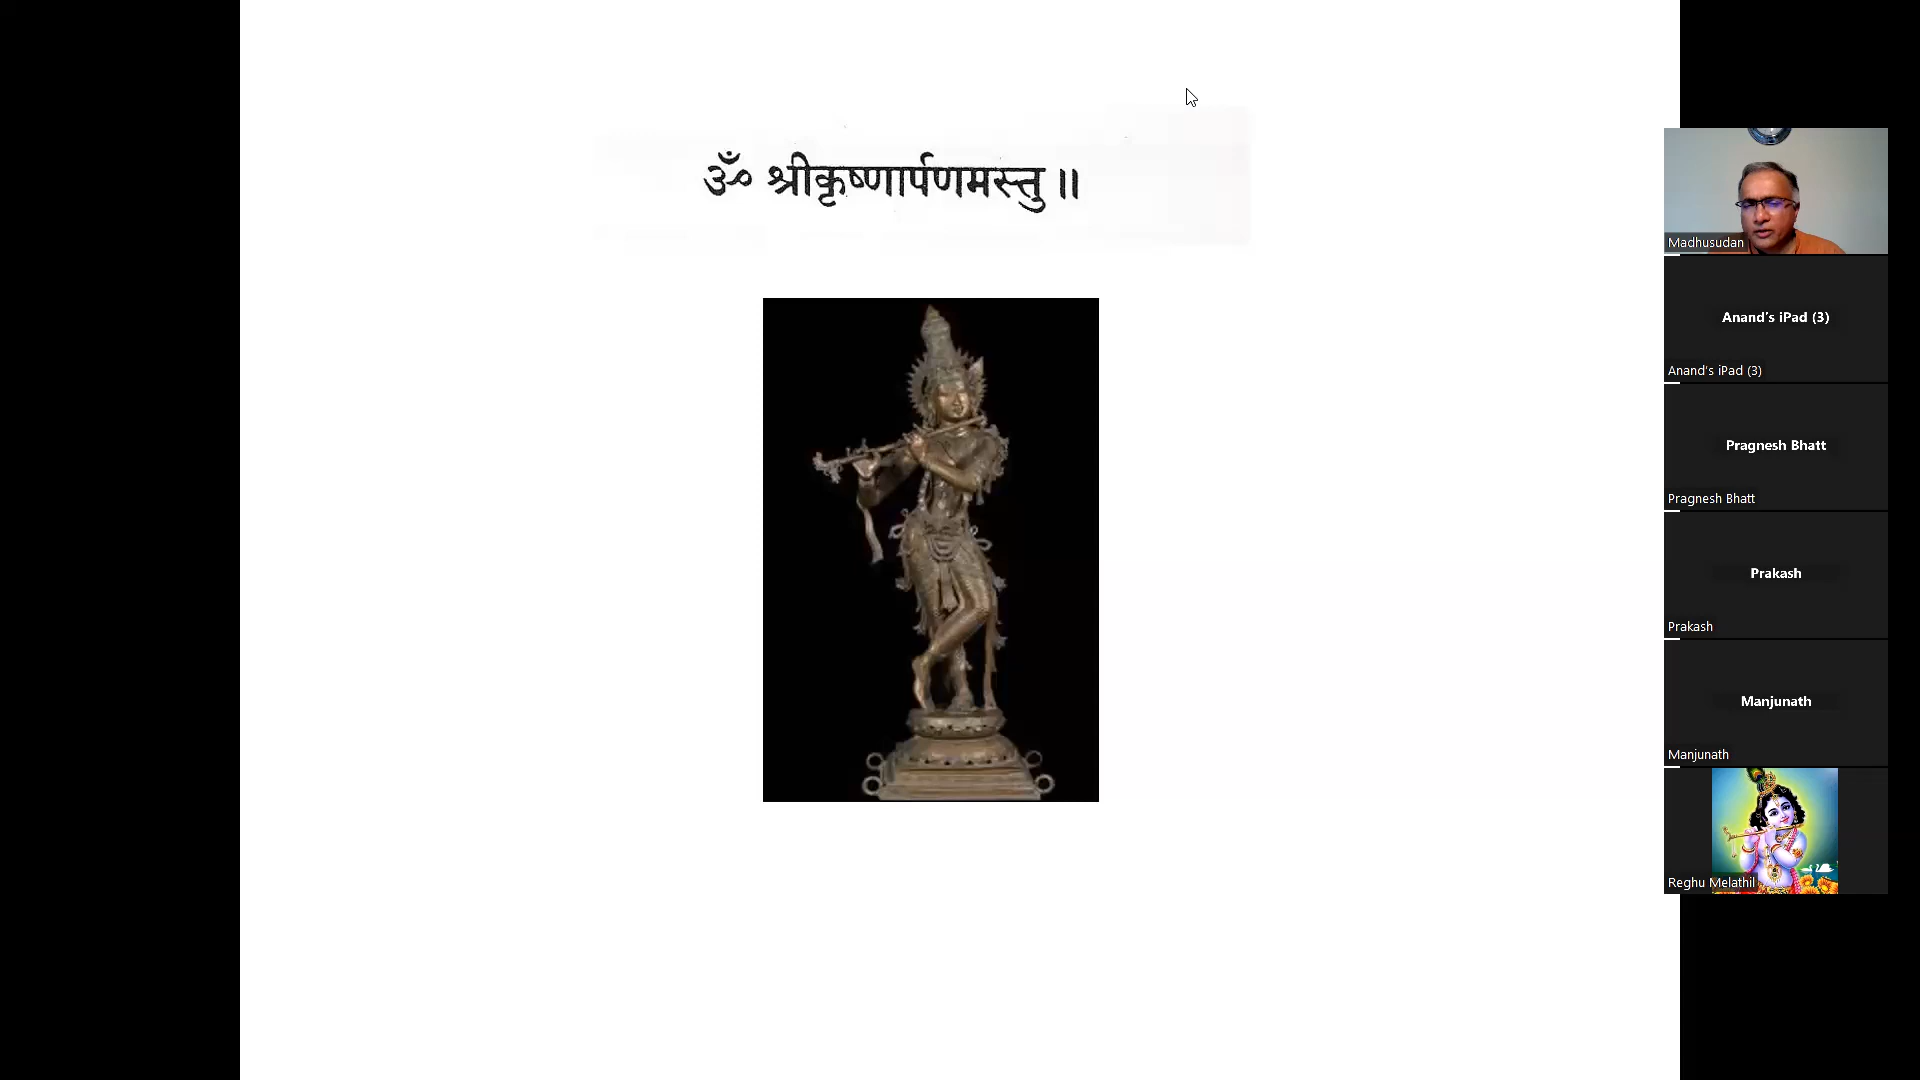 ॐ श्रीकृष्णार्पणमस्तु ॥
Madhusudan
Anand's iPad (3)
Anand's iPad (3)
Pragnesh Bhatt
Pragnesh Bhatt
Prakash
Prakash
Manjunath
Manjunath
Reghu Melathil